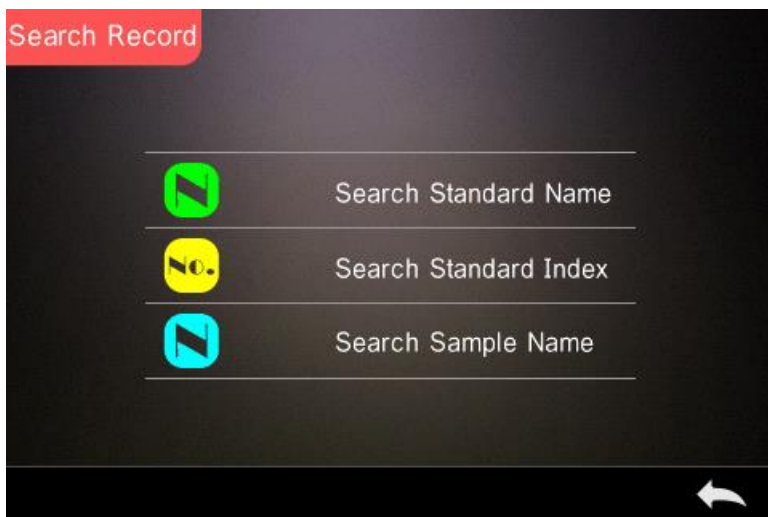 Search Record
N
Search Standard Name
No.
Search Standard Index
N
Search Sample Name